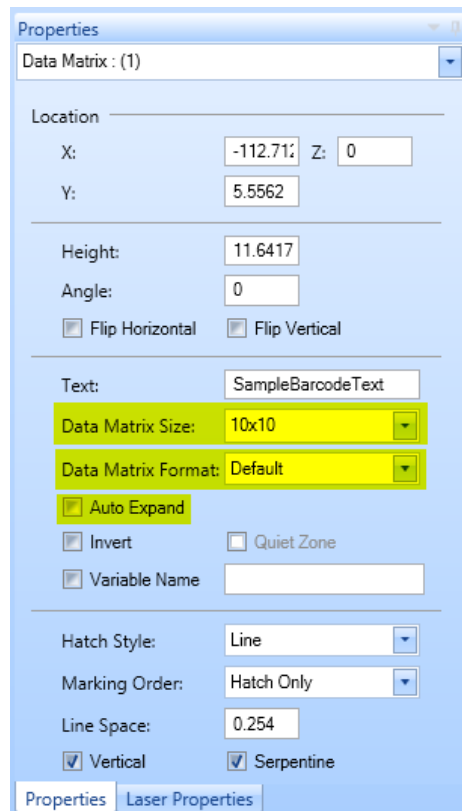 Properties
Data Matrix : (1)
Location
X: -112.712 Z: 0
Y: 5.5562
Height: 11.6417
Angle: 0
Flip Horizontal Flip Vertical
Text: SampleBarcodeText
Data Matrix Size: 10x10
Data Matrix Format: Default
Auto Expand
Invert Quiet Zone
Variable Name
Hatch Style: Line
Marking Order: Hatch Only
Line Space: 0.254
Vertical Serpentine
Properties Laser Properties